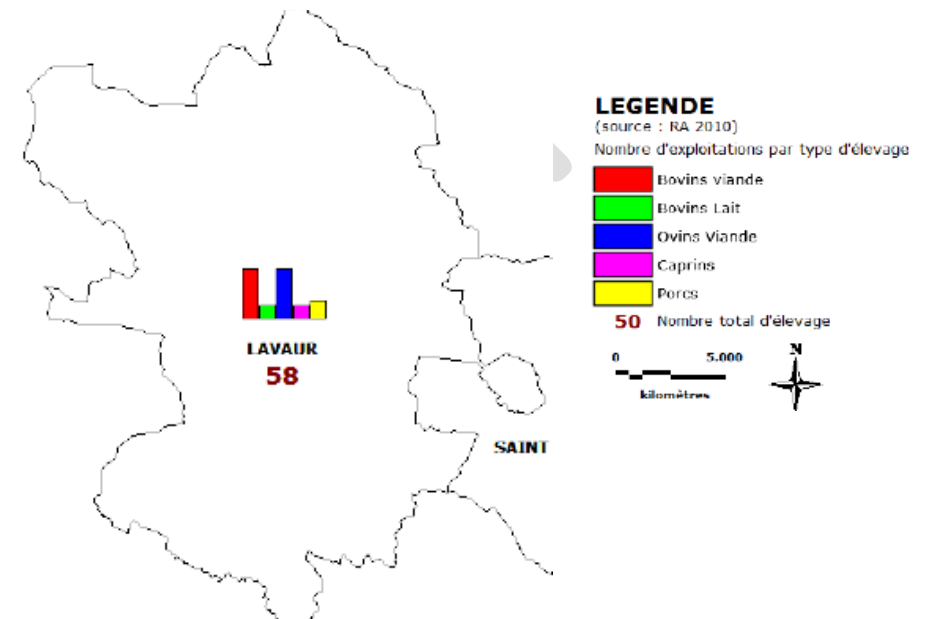 LEGENDE
(source : RA 2010)
Nombre d'exploitations par type d'élevage
Bovins viande
Bovins Lait
Ovins Viande
Caprins
Porcs
50 Nombre total d'élevage
0 5.000
kilomètres
N
LAVAUR
58
SAINT